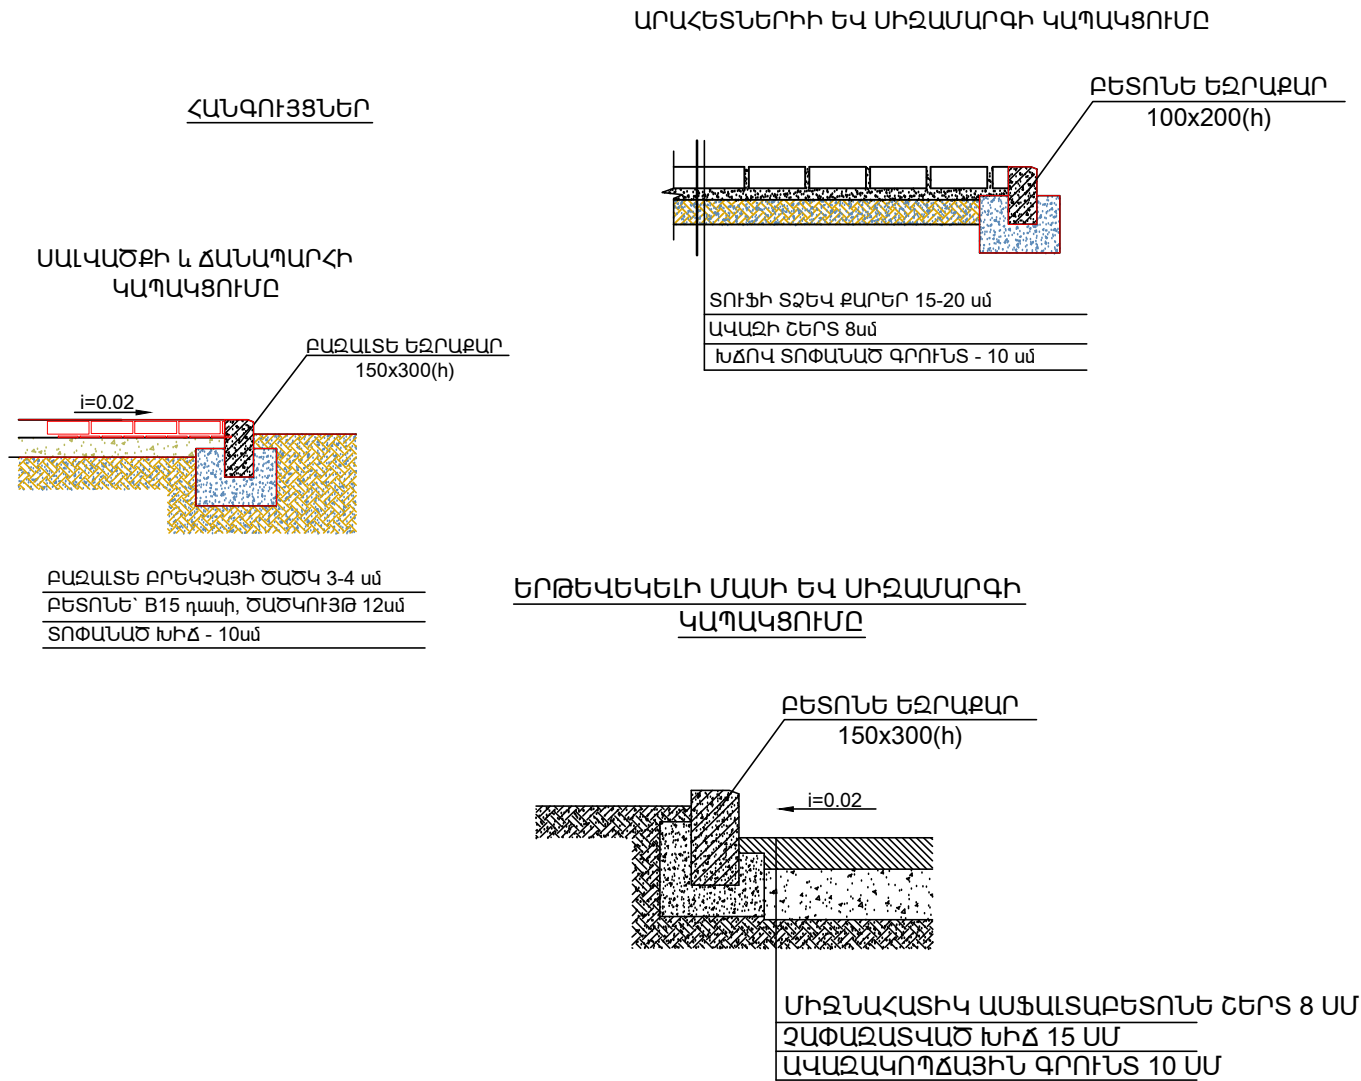 ԱՐԱՀԵՏՆԵՐԻԻ ԵՎ ՍԻԶԱՄԱՐԳԻ ԿԱՊԱԿՑՈՒՄԸ
ԲԵՏՈՆԵ ԵԶՐԱՔԱՐ
100x200(h)
ՀԱՆԳՈՒՅՑՆԵՐ
ՏՈՒՖԻ ՏՁԵՎ ՔԱՐԵՐ 15-20 սմ
ԱՎԱԶԻ ՇԵՐՏ 8սմ
ԽՃՈՎ ՏՈՓԱՆԱԾ ԳՐՈՒՆՏ - 10 սմ
ՍԱԼՎԱԾՔԻ և ՃԱՆԱՊԱՐՀԻ
ԿԱՊԱԿՑՈՒՄԸ
ԲԱԶԱԼՏԵ ԵԶՐԱՔԱՐ
150x300(h)
i=0.02
ԲԱԶԱԼՏԵ ԲՐԵԿՉԱՅԻ ԾԱԾԿ 3-4 սմ
ԲԵՏՈՆԵ՝ B15 դասի, ԾԱԾԿՈՒՅԹ 12սմ
ՏՈՓԱՆԱԾ ԽԻՃ - 10սմ
ԵՐԹԵՎԵԿԵԼԻ ՄԱՍԻ ԵՎ ՍԻԶԱՄԱՐԳԻ
ԿԱՊԱԿՑՈՒՄԸ
ԲԵՏՈՆԵ ԵԶՐԱՔԱՐ
150x300(h)
i=0.02
ՄԻՋՆԱՀԱՏԻԿ ԱՍՖԱԼՏԱԲԵՏՈՆԵ ՇԵՐՏ 8 ՍՄ
ՉԱՓԱԶԱՏՎԱԾ ԽԻՃ 15 ՍՄ
ԱՎԱԶԱԿՈՊՃԱՅԻՆ ԳՐՈՒՆՏ 10 ՍՄ